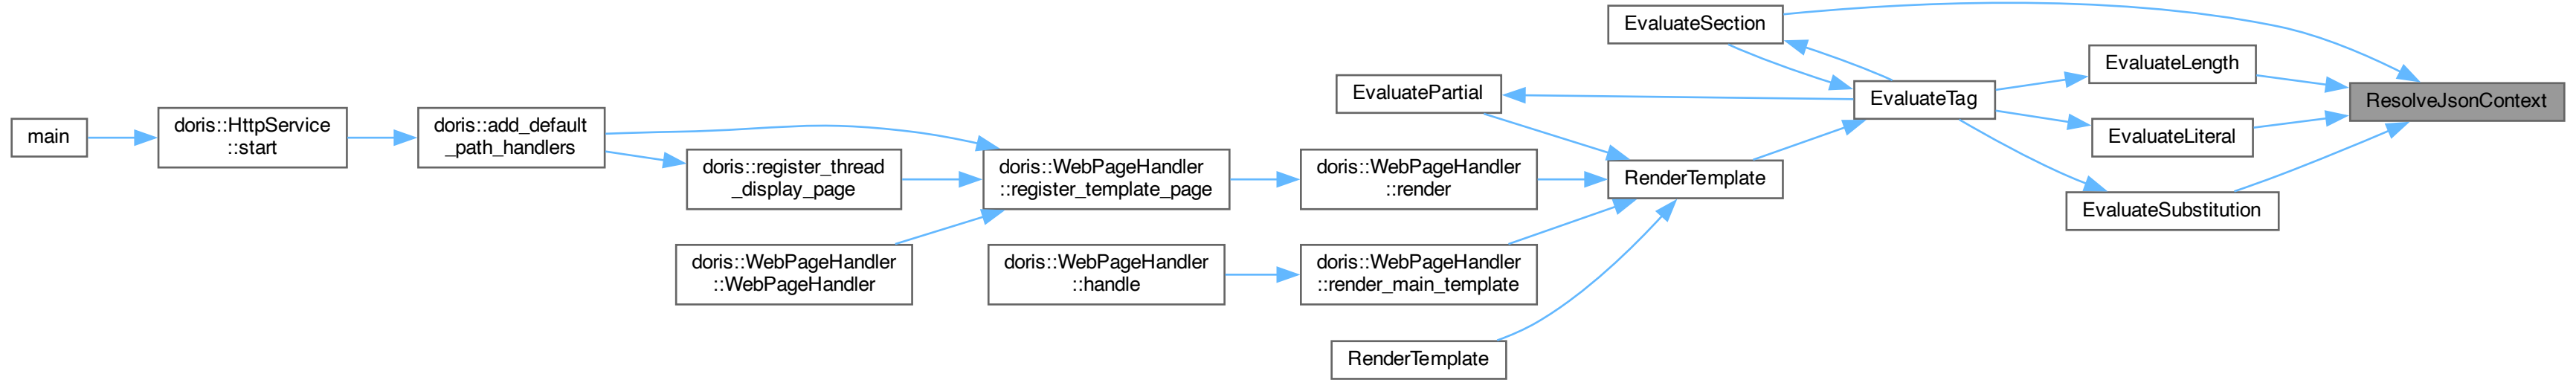 main
doris::HttpService
::start
doris::add_default
_path_handlers
doris::register_thread
_display_page
doris::WebPageHandler
::WebPageHandler
doris::WebPageHandler
::register_template_page
doris::WebPageHandler
::handle
EvaluatePartial
doris::WebPageHandler
::render
doris::WebPageHandler
::render_main_template
RenderTemplate
EvaluateSection
RenderTemplate
EvaluateTag
EvaluateLength
EvaluateLiteral
EvaluateSubstitution
ResolveJsonContext